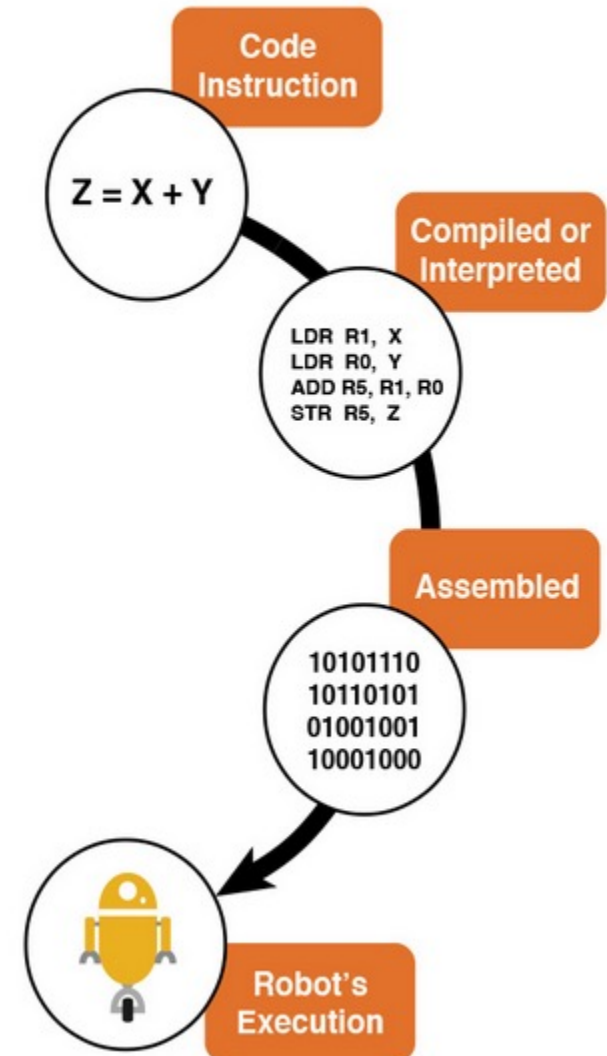 Code
Instruction
Z = X + Y
Compiled or
Interpreted
LDR R1, X
LDR R0, Y
ADD R5, R1, R0
STR R5, Z
Assembled
10101110
10110101
01001001
10001000
Robot's
Execution